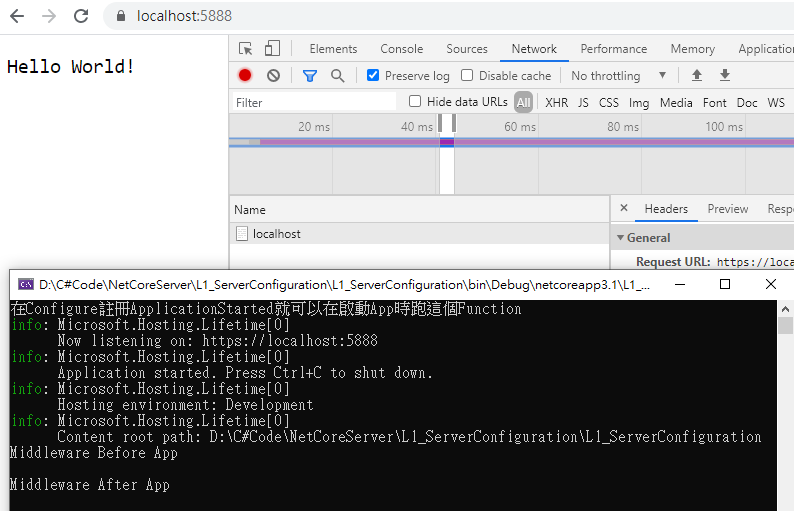 localhost:5888
Hello World!
Elements Console Sources Network Performance Memory Application
Preserve log Disable cache No throttling
Filter Hide data URLs All XHR JS CSS Img Media Font Doc WS
20 ms 40 ms 60 ms 80 ms 100 ms
Name
localhost
Headers Preview
General
Request URL: https://loca
D:\C#Code\NetCoreServer\L1_ServerConfiguration\L1_ServerConfiguration\bin\Debug\netcoreapp3.1\L1_...
在Configure註冊ApplicationStarted就可以在啟動App時跑這個Function
info: Microsoft.Hosting.Lifetime[0]
Now listening on: https://localhost:5888
info: Microsoft.Hosting.Lifetime[0]
Application started. Press Ctrl+C to shut down.
info: Microsoft.Hosting.Lifetime[0]
Hosting environment: Development
info: Microsoft.Hosting.Lifetime[0]
Content root path: D:\C#Code\NetCoreServer\L1_ServerConfiguration\L1_ServerConfiguration
Middleware Before App
Middleware After App